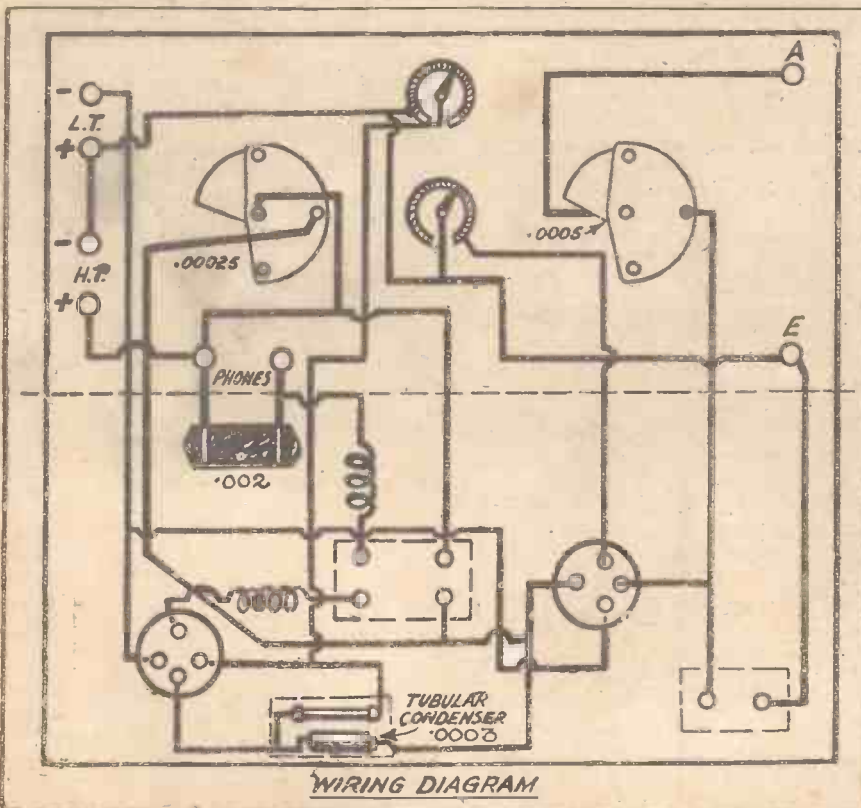 A
-
L.T.
+
-
H.T.
+
.00025
.0005
E
PHONES
.002
TUBULAR
CONDENSER
.0002
WIRING DIAGRAM